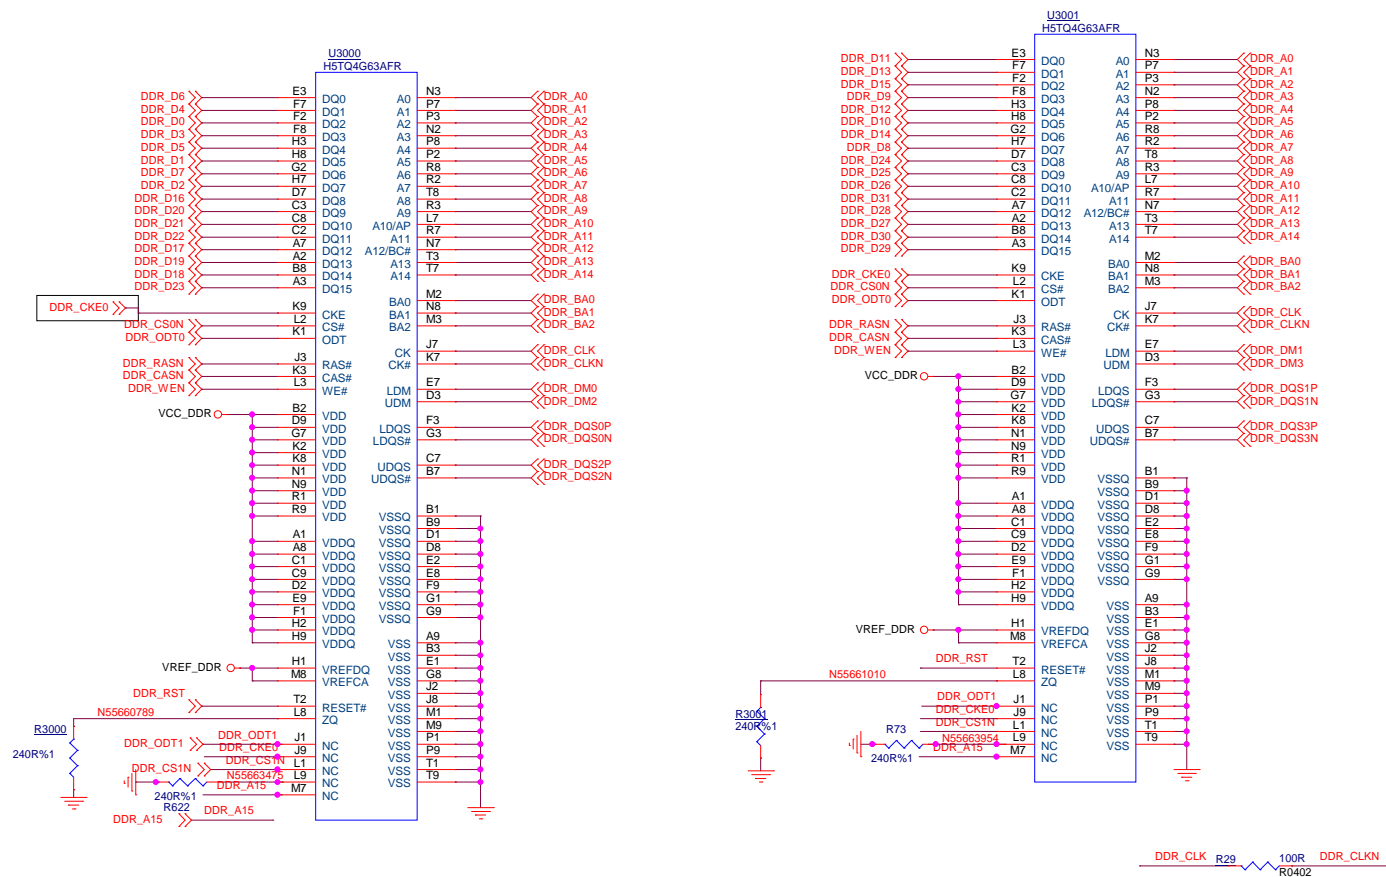 U3000
H5TQ4G63AFR
DDR_D6 E3 DQ0 A0 N3 DDR_A0
DDR_D4 F7 DQ1 A1 P7 DDR_A1
DDR_D0 F2 DQ2 A2 P3 DDR_A2
DDR_D3 F8 DQ3 A3 N2 DDR_A3
DDR_D5 H3 DQ4 A4 P8 DDR_A4
DDR_D1 H8 DQ5 A5 P2 DDR_A5
DDR_D7 G2 DQ6 A6 R8 DDR_A6
DDR_D2 H7 DQ7 A7 R2 DDR_A7
DDR_D16 D7 DQ8 A8 T8 DDR_A8
DDR_D20 C3 DQ9 A9 R3 DDR_A9
DDR_D21 C8 DQ10 A10/AP L7 DDR_A10
DDR_D22 C2 DQ11 A11 R7 DDR_A11
DDR_D17 A7 DQ12 A12/BC# N7 DDR_A12
DDR_D19 A2 DQ13 A13 T3 DDR_A13
DDR_D18 B8 DQ14 A14 T7 DDR_A14
DDR_D23 A3 DQ15
BA0 M2 DDR_BA0
DDR_CKE0 K9 CKE BA1 N8 DDR_BA1
DDR_CS0N L2 CS# BA2 M3 DDR_BA2
DDR_ODT0 K1 ODT
CK J7 DDR_CLK
DDR_RASN J3 RAS# CK# K7 DDR_CLKN
DDR_CASN K3 CAS#
DDR_WEN L3 WE# LDM E7 DDR_DM0
UDM D3 DDR_DM2
VCC_DDR B2 VDD
D9 VDD LDQS F3 DDR_DQS0P
G7 VDD LDQS# G3 DDR_DQS0N
K2 VDD
K8 VDD UDQS C7 DDR_DQS2P
N1 VDD UDQS# B7 DDR_DQS2N
N9 VDD
R1 VDD
R9 VDD VSSQ B1
VSSQ B9
A1 VDDQ VSSQ D1
A8 VDDQ VSSQ D8
C1 VDDQ VSSQ E2
C9 VDDQ VSSQ E8
D2 VDDQ VSSQ F9
E9 VDDQ VSSQ G1
F1 VDDQ VSSQ G9
H2 VDDQ
H9 VDDQ VSS A9
VSS B3
VREF_DDR H1 VREFDQ VSS E1
M8 VREFCA VSS G8
VSS J2
DDR_RST T2 RESET# VSS J8
N55660789 L8 ZQ VSS M1
R3000 VSS M9
240R%1
DDR_ODT1 DDR_ODT1 J1 NC VSS P1
DDR_CKE0 J9 NC VSS P9
DDR_CS1N DDR_CS1N L1 NC VSS T1
N55663475 L9 NC VSS T9
240R%1 DDR_A15 M7 NC
R622
DDR_A15 DDR_A15
U3001
H5TQ4G63AFR
DDR_D11 E3 DQ0 A0 N3 DDR_A0
DDR_D13 F7 DQ1 A1 P7 DDR_A1
DDR_D15 F2 DQ2 A2 P3 DDR_A2
DDR_D9 F8 DQ3 A3 N2 DDR_A3
DDR_D12 H3 DQ4 A4 P8 DDR_A4
DDR_D10 H8 DQ5 A5 P2 DDR_A5
DDR_D14 G2 DQ6 A6 R8 DDR_A6
DDR_D8 H7 DQ7 A7 R2 DDR_A7
DDR_D24 D7 DQ8 A8 T8 DDR_A8
DDR_D25 C3 DQ9 A9 R3 DDR_A9
DDR_D26 C8 DQ10 A10/AP L7 DDR_A10
DDR_D31 C2 DQ11 A11 R7 DDR_A11
DDR_D28 A7 DQ12 A12/BC# N7 DDR_A12
DDR_D27 A2 DQ13 A13 T3 DDR_A13
DDR_D30 B8 DQ14 A14 T7 DDR_A14
DDR_D29 A3 DQ15
BA0 M2 DDR_BA0
DDR_CKE0 K9 CKE BA1 N8 DDR_BA1
DDR_CS0N L2 CS# BA2 M3 DDR_BA2
DDR_ODT0 K1 ODT
CK J7 DDR_CLK
DDR_RASN J3 RAS# CK# K7 DDR_CLKN
DDR_CASN K3 CAS#
DDR_WEN L3 WE# LDM E7 DDR_DM1
UDM D3 DDR_DM3
VCC_DDR B2 VDD
D9 VDD LDQS F3 DDR_DQS1P
G7 VDD LDQS# G3 DDR_DQS1N
K2 VDD
K8 VDD UDQS C7 DDR_DQS3P
N1 VDD UDQS# B7 DDR_DQS3N
N9 VDD
R1 VDD
R9 VDD VSSQ B1
VSSQ B9
A1 VDDQ VSSQ D1
A8 VDDQ VSSQ D8
C1 VDDQ VSSQ E2
C9 VDDQ VSSQ E8
D2 VDDQ VSSQ F9
E9 VDDQ VSSQ G1
F1 VDDQ VSSQ G9
H2 VDDQ
H9 VDDQ VSS A9
VSS B3
VREF_DDR H1 VREFDQ VSS E1
M8 VREFCA VSS G8
VSS J2
DDR_RST T2 RESET# VSS J8
N55661010 L8 ZQ VSS M1
VSS M9
DDR_ODT1 J1 NC VSS P1
R3001 DDR_CKE0 J9 NC VSS P9
240R%1 R73 DDR_CS1N L1 NC VSS T1
N55663954 L9 NC VSS T9
240R%1 DDR_A15 M7 NC
DDR_CLK R29 100R DDR_CLKN
R0402